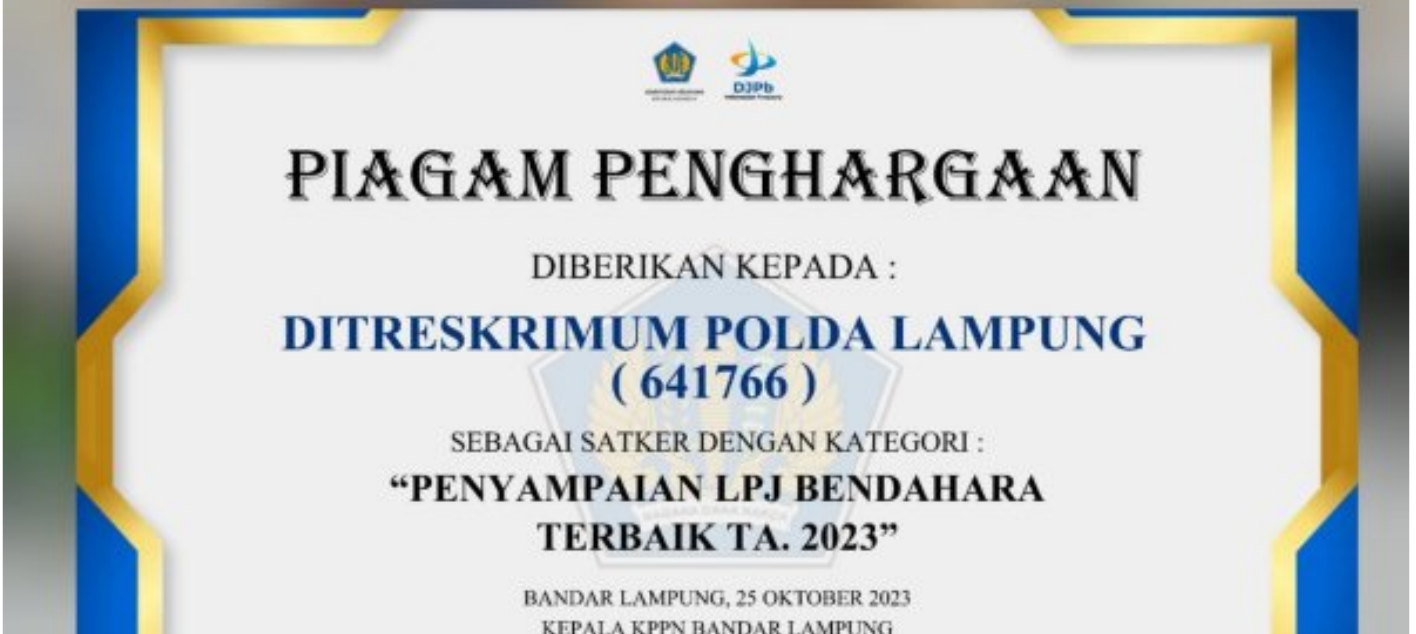 DJPb
PIAGAM PENGHARGAAN
DIBERIKAN KEPADA :
DITRESKRIMUM POLDA LAMPUNG
( 641766 )
SEBAGAI SATKER DENGAN KATEGORI :
“PENYAMPAIAN LPJ BENDAHARA
TERBAIK TA. 2023”
BANDAR LAMPUNG, 25 OKTOBER 2023
KEPALA KPPN BANDAR LAMPUNG